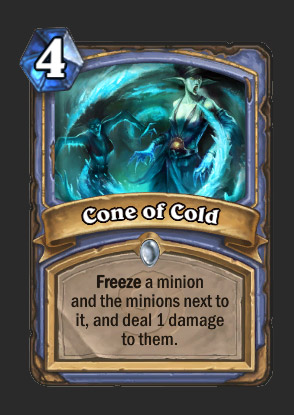 4
Cone of Cold
Freeze a minion
and the minions next to
it, and deal 1 damage
to them.